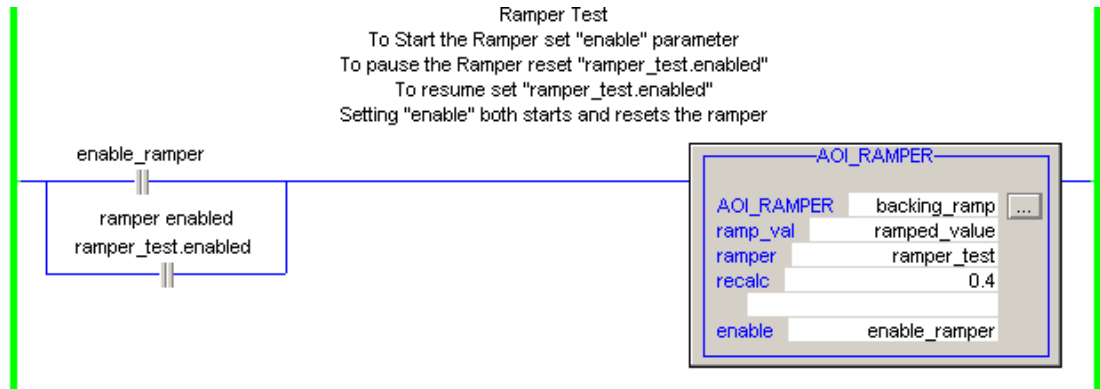 Ramper Test
To Start the Ramper set "enable" parameter
To pause the Ramper reset "ramper_test.enabled"
To resume set "ramper_test.enabled"
Setting "enable" both starts and resets the ramper
enable_ramper
ramper enabled
ramper_test.enabled
AOI_RAMPER
AOI_RAMPER backing_ramp ...
ramp_val ramped_value
ramper ramper_test
recalc 0.4
enable enable_ramper